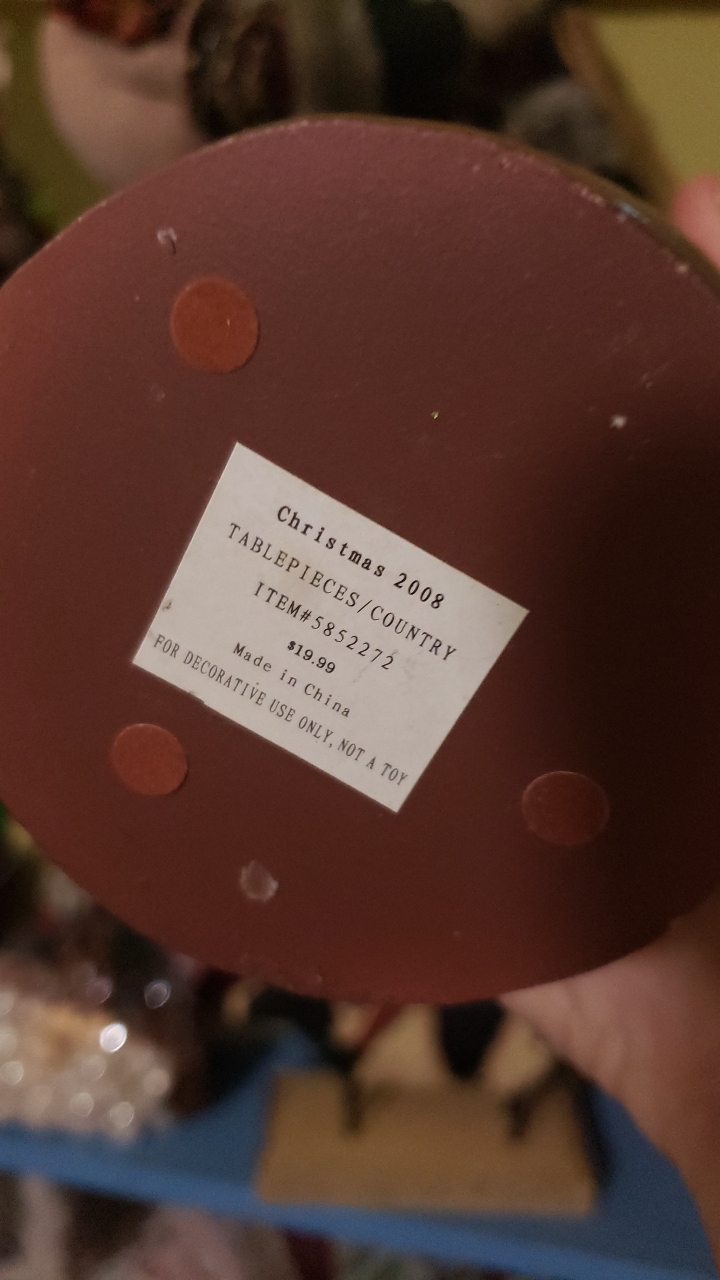 Christmas 2008
TABLEPIECES/COUNTRY
ITEM#5852272
$19.99
Made in China
FOR DECORATIVE USE ONLY, NOT A TOY